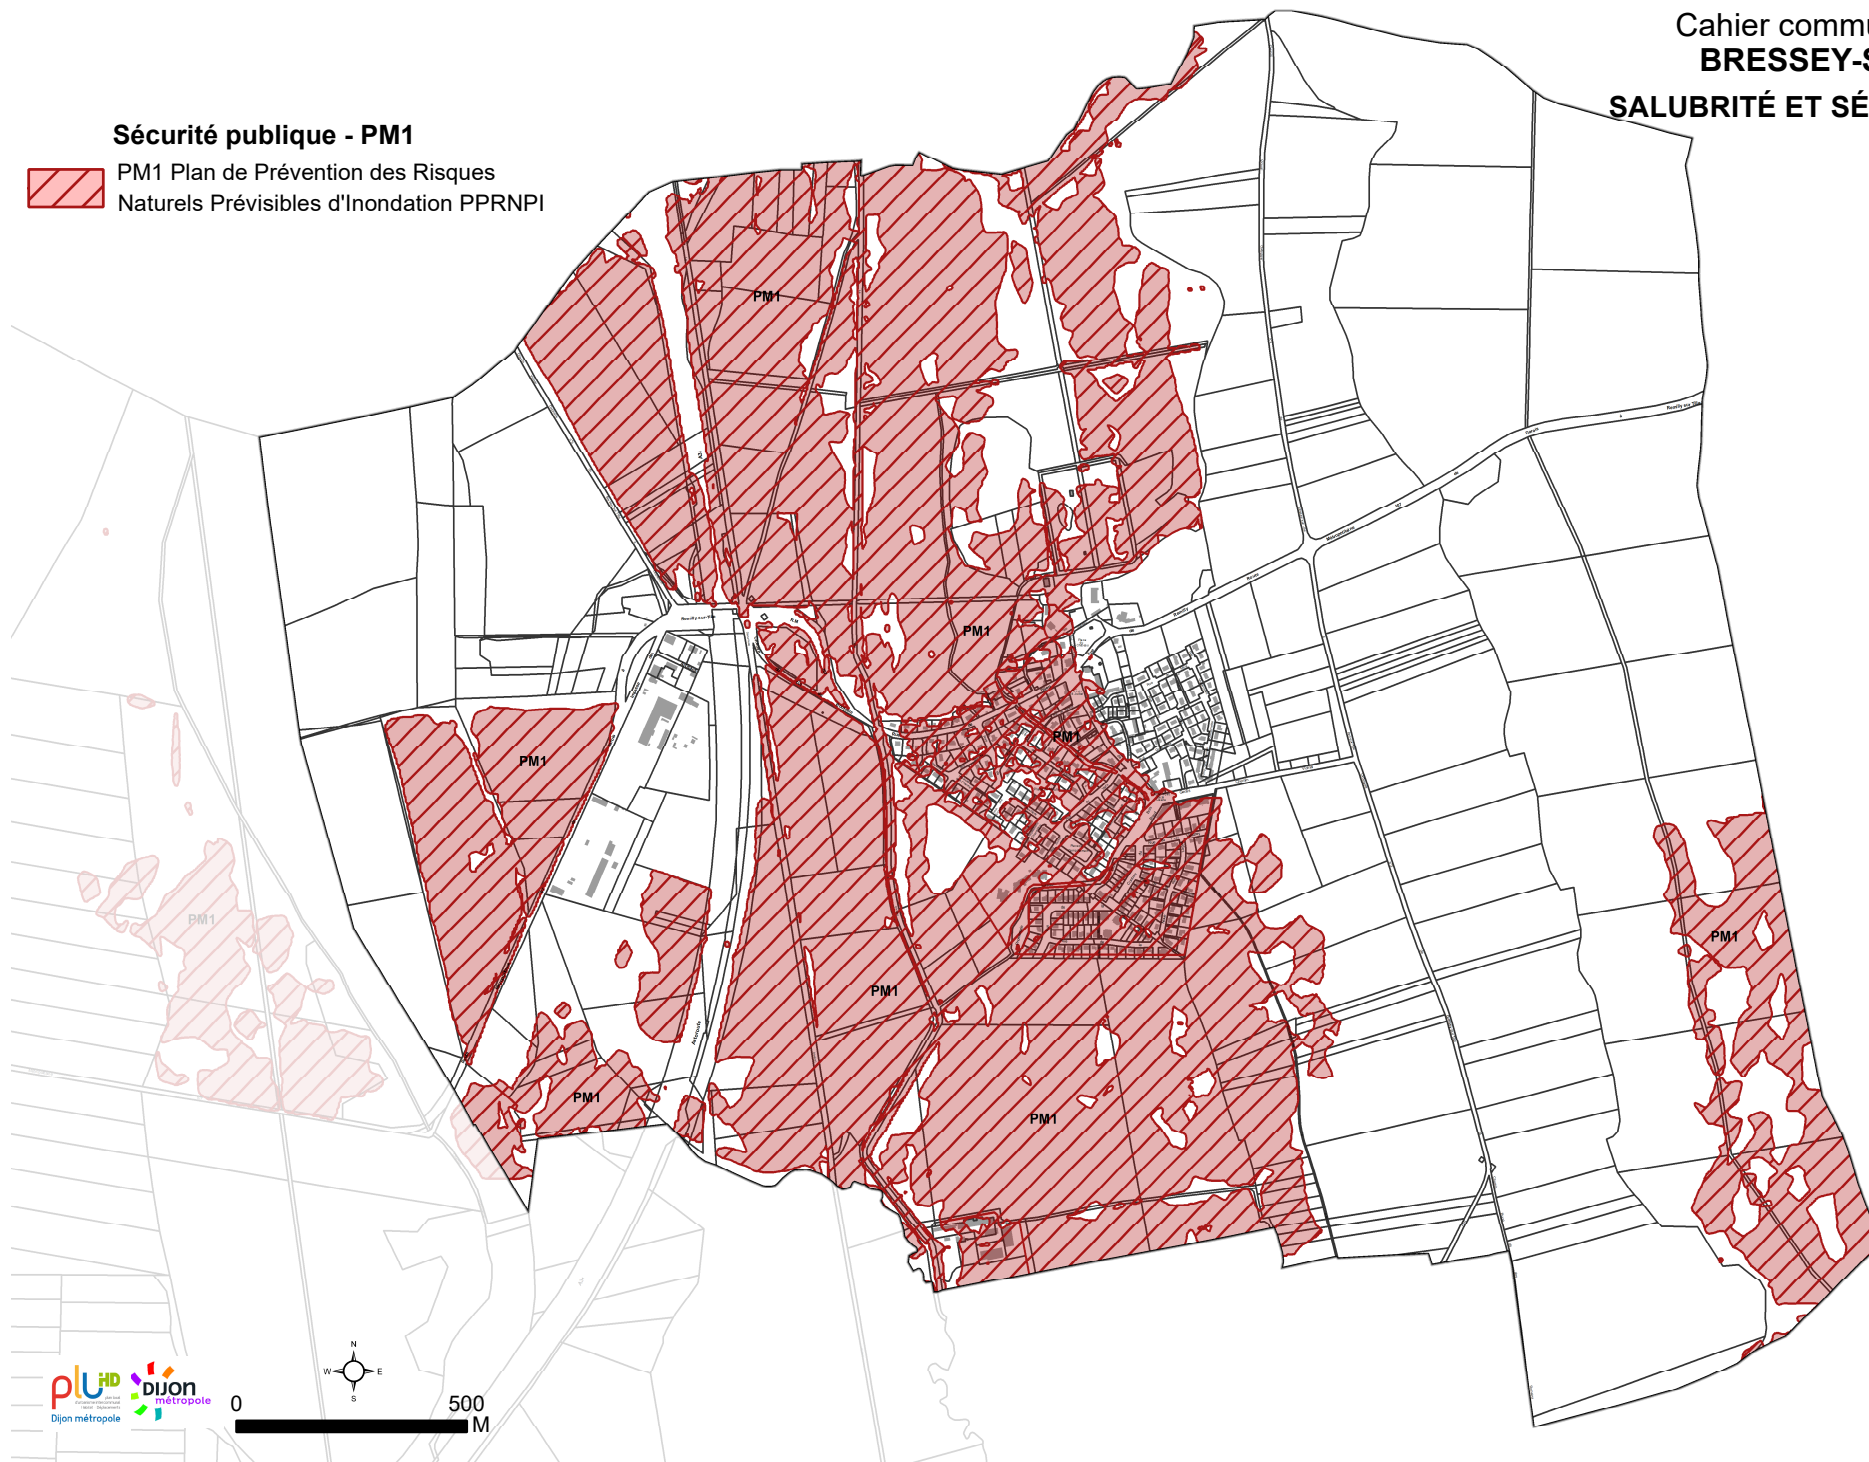 Cahier commu
BRESSEY-S
SALUBRITÉ ET SÉ
Sécurité publique - PM1
PM1 Plan de Prévention des Risques
Naturels Prévisibles d'Inondation PPRNPI
PM1
PM1
PM1
PM1
PM1
PM1
PM1
PM1
PM1
N
W E
S
0 500
M
pluHD
Dijon métropole
DIJON
métropole